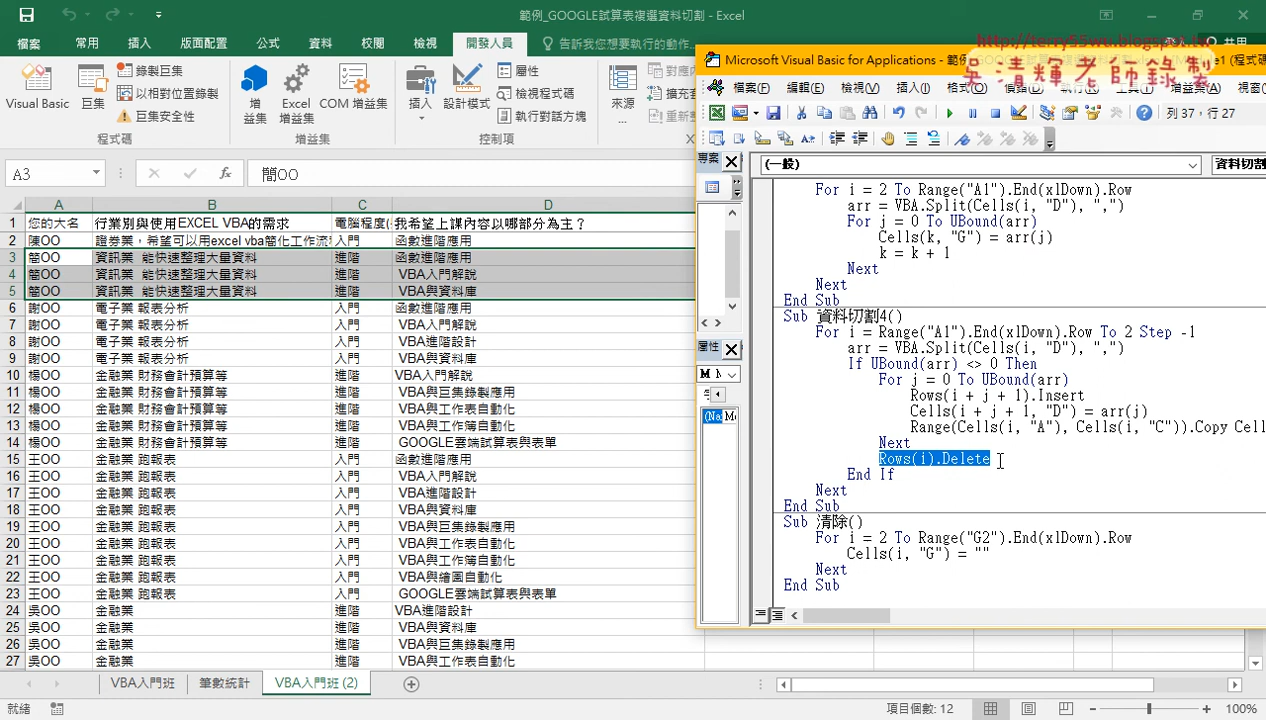 範例_GOOGLE試算表複選資料切割 - Excel
檔案 常用 插入 版面配置 公式 資料 校閱 檢視 開發人員 告訴我您想要執行的動作... 共用
http://terry55wu.blogspot.tw
吳清輝老師錄製
Visual Basic 巨集 錄製巨集 以相對位置錄製 巨集安全性
增益集 Excel 增益集 COM 增益集
插入 設計模式 屬性 檢視程式碼 執行對話方塊
來源
程式碼 增益集 控制項
A3 簡OO
A B C D
1 您的大名 行業別與使用EXCEL VBA的需求 電腦程度( 我希望上課內容以哪部分為主？
2 陳OO 證券業，希望可以用excel vba簡化工作流程 入門 函數進階應用
3 簡OO 資訊業 能快速整理大量資料 進階 函數進階應用
4 簡OO 資訊業 能快速整理大量資料 進階 VBA入門解說
5 簡OO 資訊業 能快速整理大量資料 進階 VBA與資料庫
6 謝OO 電子業 報表分析 入門 函數進階應用
7 謝OO 電子業 報表分析 入門 VBA入門解說
8 謝OO 電子業 報表分析 入門 VBA進階設計
9 謝OO 電子業 報表分析 入門 VBA與資料庫
10 楊OO 金融業 財務會計預算等 入門 VBA入門解說
11 楊OO 金融業 財務會計預算等 入門 VBA與巨集錄製應用
12 楊OO 金融業 財務會計預算等 入門 VBA與工作表自動化
13 楊OO 金融業 財務會計預算等 入門 VBA與工作簿自動化
14 楊OO 金融業 財務會計預算等 入門 GOOGLE雲端試算表與表單
15 王OO 金融業 跑報表 入門 函數進階應用
16 王OO 金融業 跑報表 入門 VBA入門解說
17 王OO 金融業 跑報表 入門 VBA進階設計
18 王OO 金融業 跑報表 入門 VBA與資料庫
19 王OO 金融業 跑報表 入門 VBA與巨集錄製應用
20 王OO 金融業 跑報表 入門 VBA與工作表自動化
21 王OO 金融業 跑報表 入門 VBA與工作簿自動化
22 王OO 金融業 跑報表 入門 VBA與繪圖自動化
23 王OO 金融業 跑報表 入門 GOOGLE雲端試算表與表單
24 吳OO 金融業 進階 VBA進階設計
25 吳OO 金融業 進階 VBA與資料庫
26 吳OO 金融業 進階 VBA與巨集錄製應用
27 吳OO 金融業 進階 VBA與工作表自動化
VBA入門班 筆數統計 VBA入門班 (2)
就緒 項目個數: 12 100%
Microsoft Visual Basic for Applications
檔案(F) 編輯(E) 檢視(V) 插入(I) 格式(O)
列 37，行 27
專案
屬性
(一般) 資料切割
For i = 2 To Range("A1").End(xlDown).Row
arr = VBA.Split(Cells(i, "D"), ",")
For j = 0 To UBound(arr)
Cells(k, "G") = arr(j)
k = k + 1
Next
Next
End Sub
Sub 資料切割4()
For i = Range("A1").End(xlDown).Row To 2 Step -1
arr = VBA.Split(Cells(i, "D"), ",")
If UBound(arr) <> 0 Then
For j = 0 To UBound(arr)
Rows(i + j + 1).Insert
Cells(i + j + 1, "D") = arr(j)
Range(Cells(i, "A"), Cells(i, "C")).Copy Cell
Next
Rows(i).Delete
End If
Next
End Sub
Sub 清除()
For i = 2 To Range("G2").End(xlDown).Row
Cells(i, "G") = ""
Next
End Sub